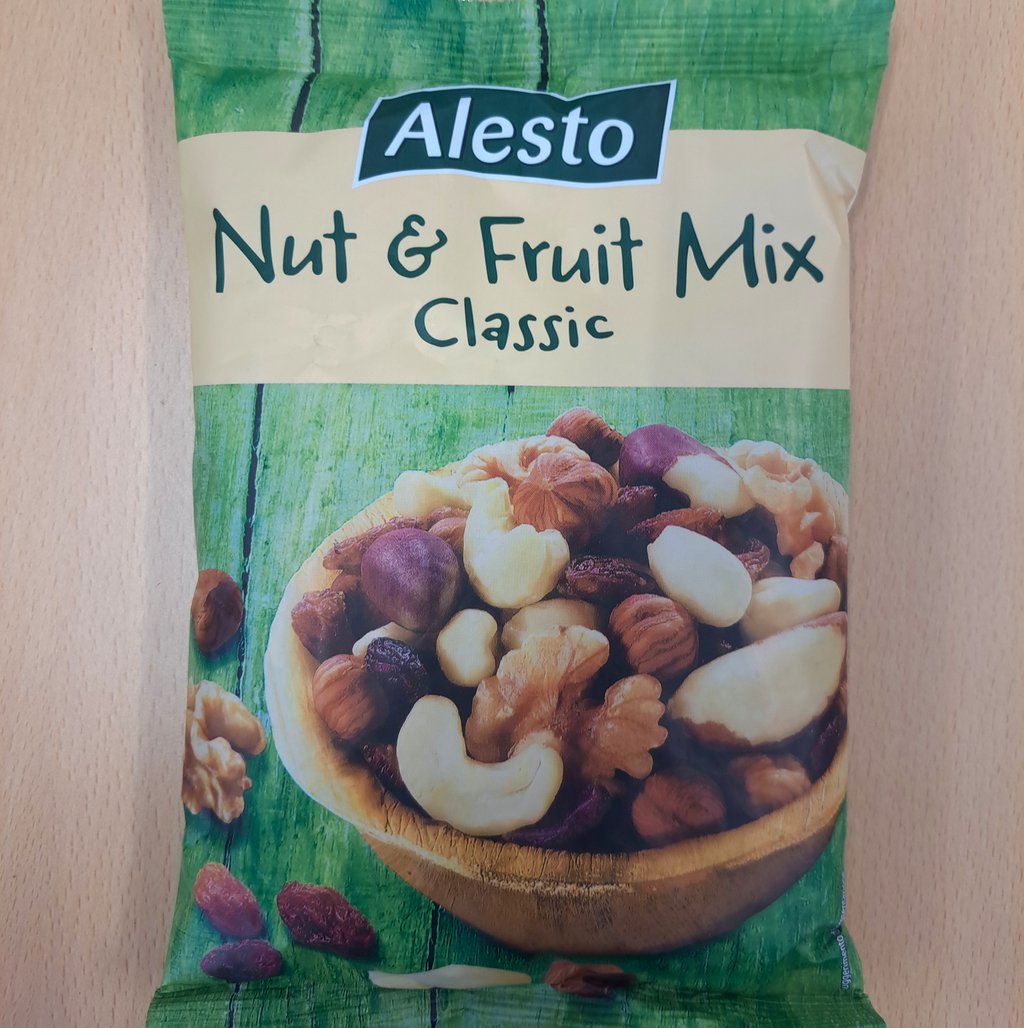 Alesto
Nut & Fruit Mix
Classic